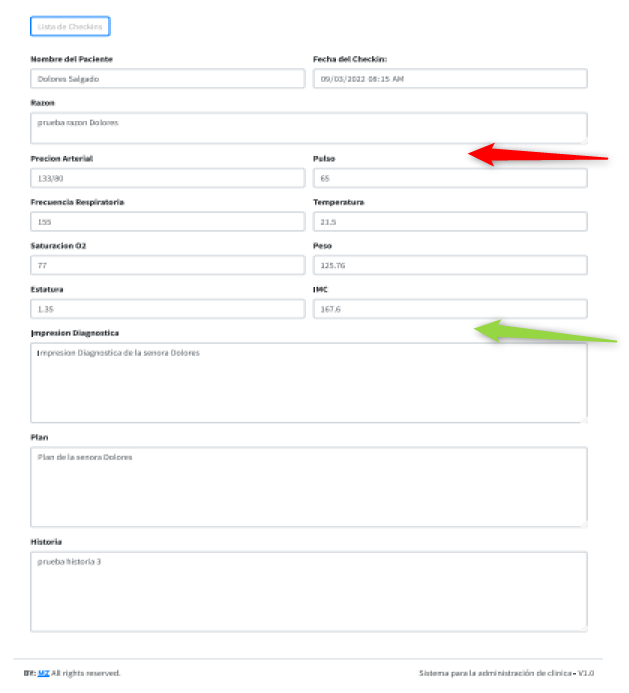 Lista de Checkins
Nombre del Paciente Fecha del Checkin:
Dolores Salgado 09/03/2022 08:15 AM
Razon
prueba razon Dolores
Precion Arterial Pulso
133/80 65
Frecuencia Respiratoria Temperatura
155 21.5
Saturacion O2 Peso
77 125.76
Estatura IMC
1.35 167.6
Impresion Diagnostica
Impresion Diagnostica de la senora Dolores
Plan
Plan de la senora Dolores
Historia
prueba historia 3
BY: MZ All rights reserved. Sistema para la administración de clinica - V1.0